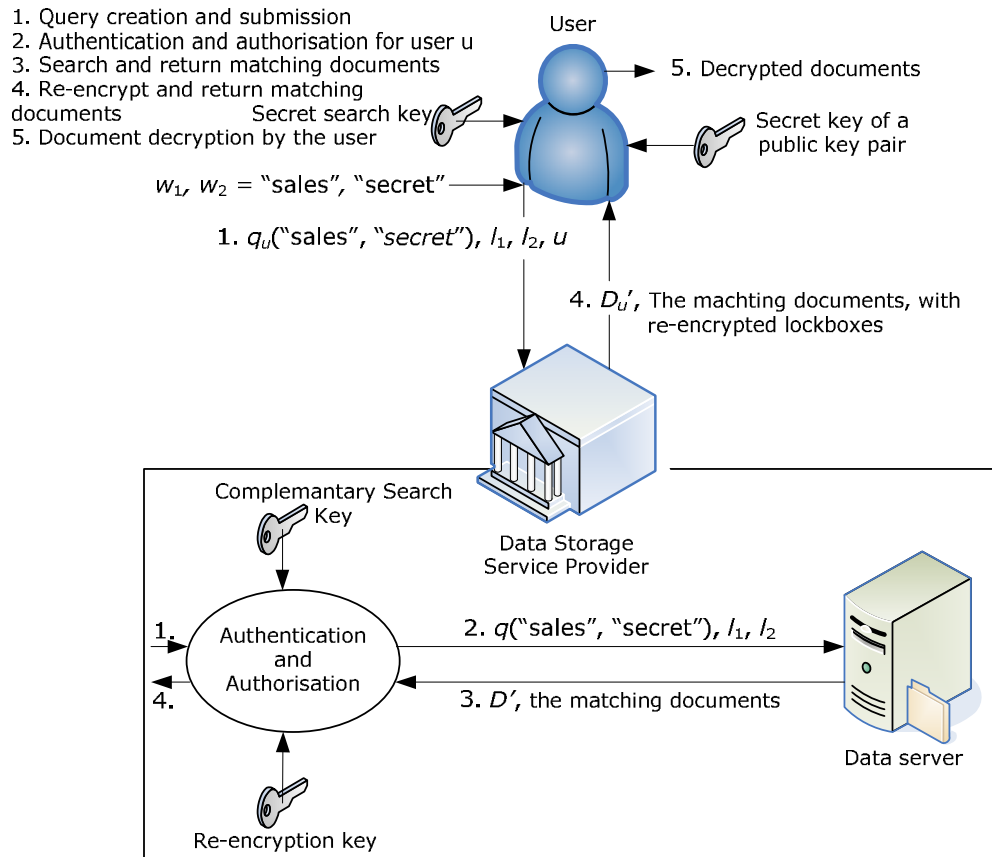 1. Query creation and submission
2. Authentication and authorisation for user u
3. Search and return matching documents
4. Re-encrypt and return matching
documents
5. Document decryption by the user
User
5. Decrypted documents
Secret search key
Secret key of a
public key pair
w₁, w₂ = “sales”, “secret”
1. qᵤ(“sales”, “secret”), l₁, l₂, u
4. Dᵤ’, The machting documents, with
re-encrypted lockboxes
Data Storage
Service Provider
Complemantary Search
Key
1.
Authentication
and
Authorisation
4.
2. q(“sales”, “secret”), l₁, l₂
3. D’, the matching documents
Data server
Re-encryption key